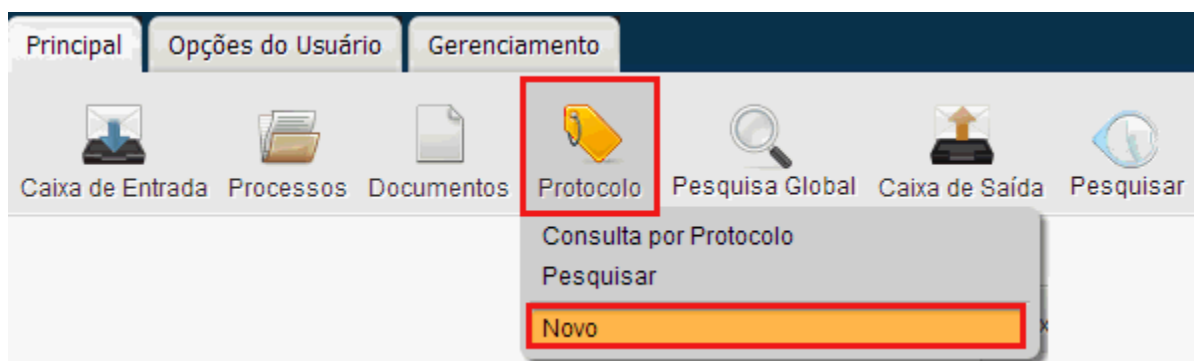 Principal Opções do Usuário Gerenciamento
Caixa de Entrada Processos Documentos Protocolo Pesquisa Global Caixa de Saída Pesquisar
Consulta por Protocolo
Pesquisar
Novo